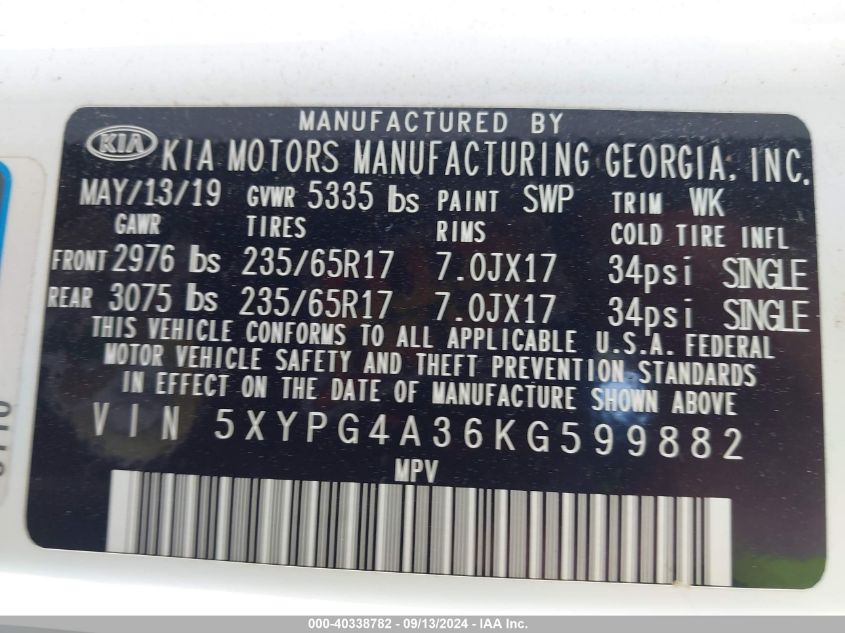 MANUFACTURED BY
KIA KIA MOTORS MANUFACTURING GEORGIA, INC.
MAY/13/19 GVWR 5335 lbs PAINT SWP TRIM WK
GAWR TIRES RIMS COLD TIRE INFL
FRONT 2976 lbs 235/65R17 7.0JX17 34psi SINGLE
REAR 3075 lbs 235/65R17 7.0JX17 34psi SINGLE
THIS VEHICLE CONFORMS TO ALL APPLICABLE U.S.A. FEDERAL
MOTOR VEHICLE SAFETY AND THEFT PREVENTION STANDARDS
IN EFFECT ON THE DATE OF MANUFACTURE SHOWN ABOVE
VIN 5XYPG4A36KG599882
MPV
000-40338782 - 09/13/2024 - IAAI.COM